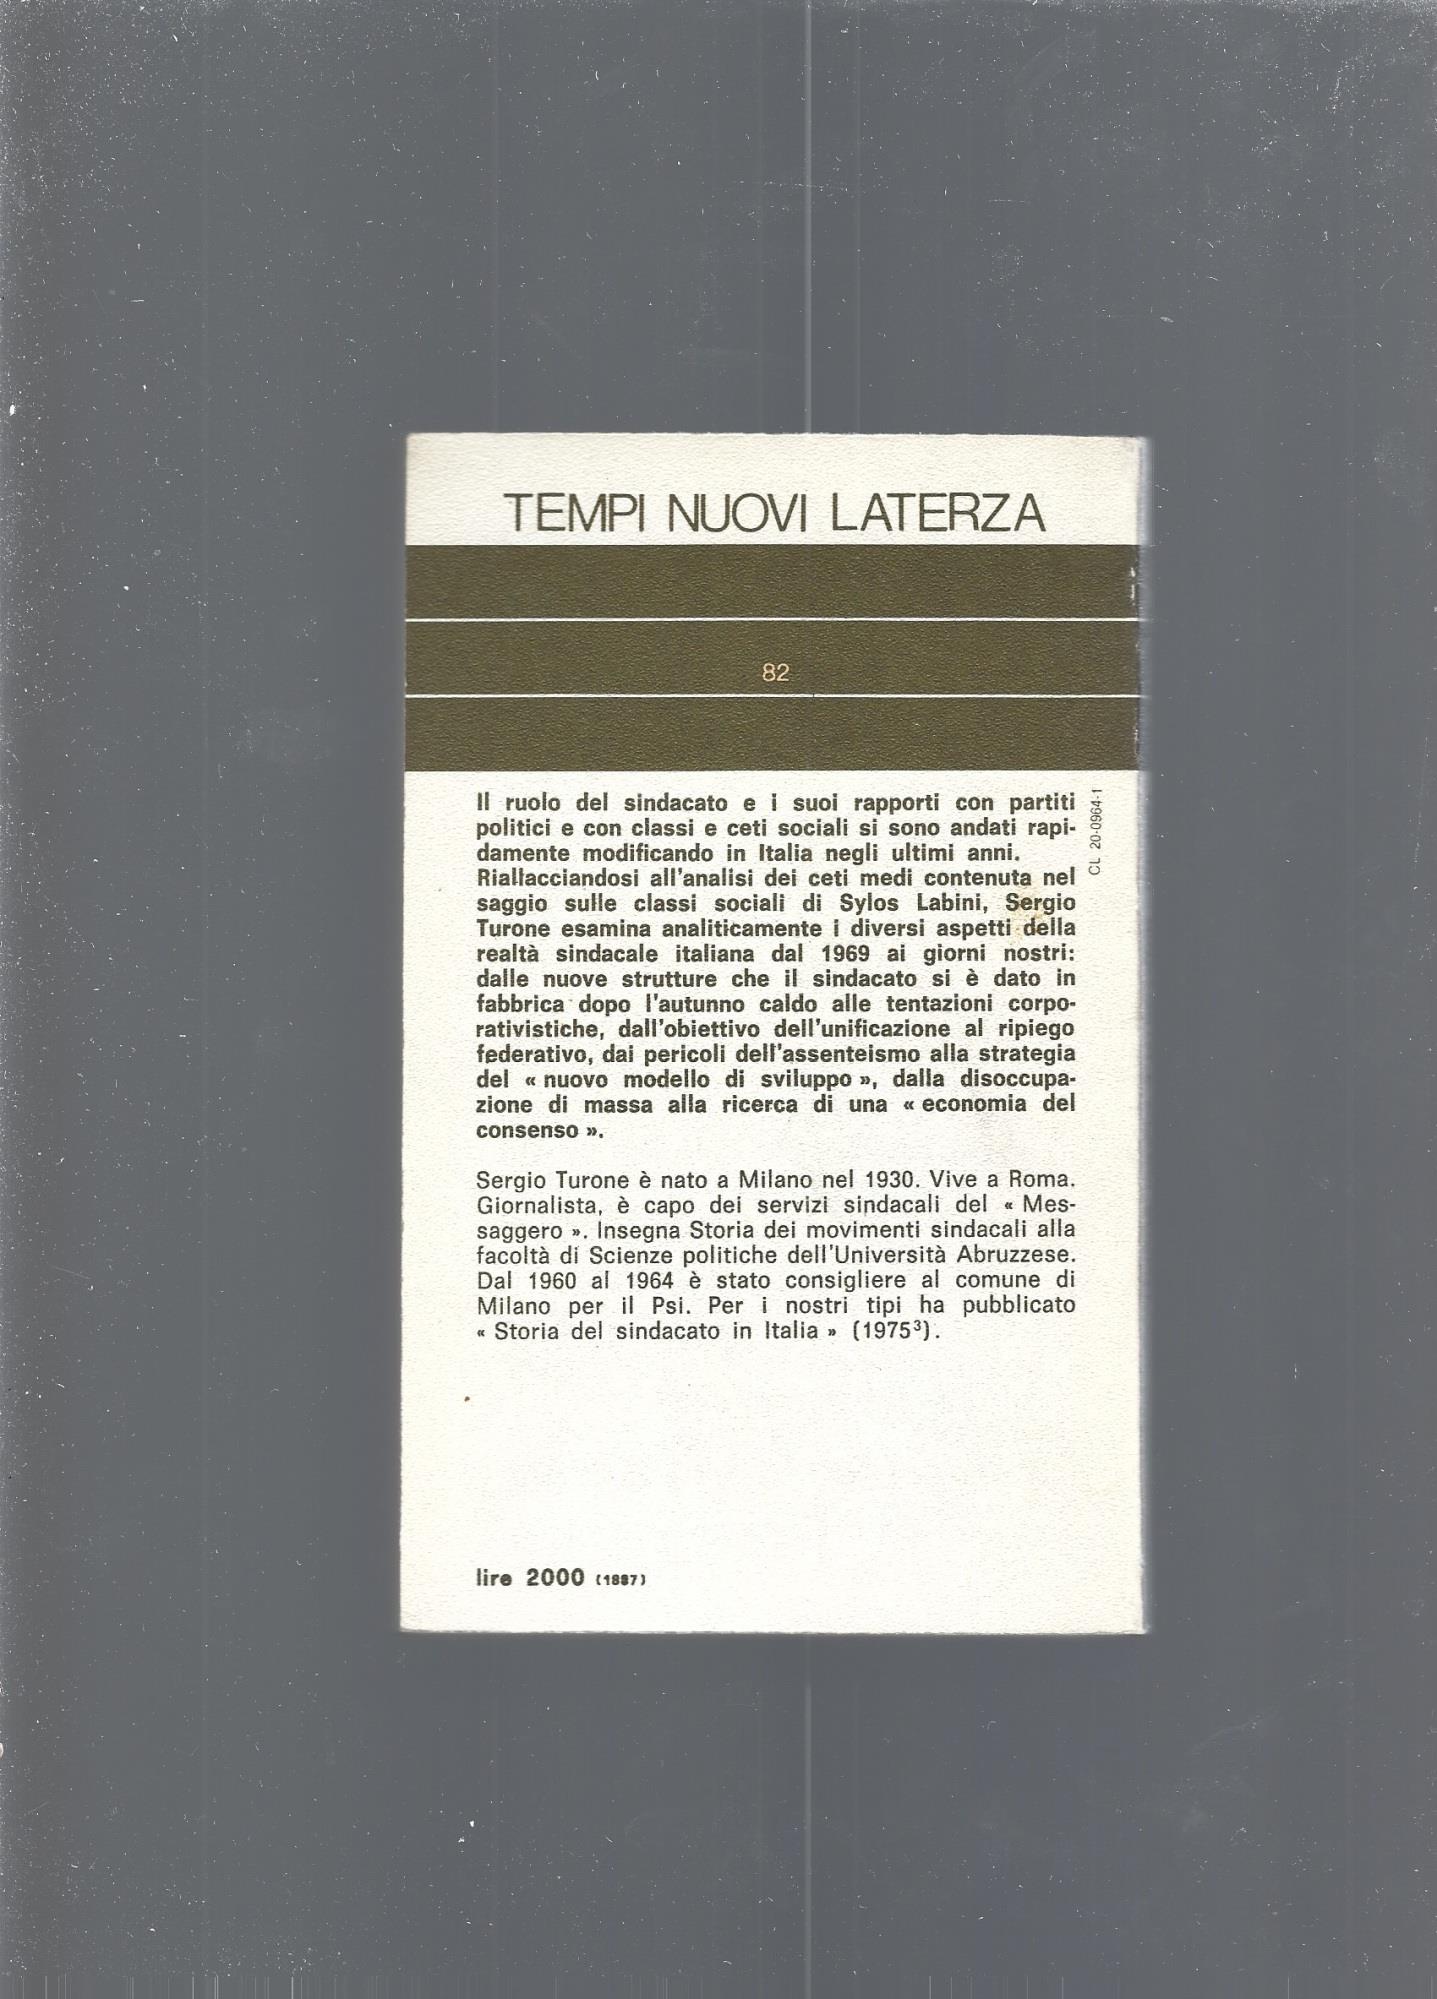 TEMPI NUOVI LATERZA
82
Il ruolo del sindacato e i suoi rapporti con partiti
politici e con classi e ceti sociali si sono andati rapi-
damente modificando in Italia negli ultimi anni.
Riallacciandosi all'analisi dei ceti medi contenuta nel
saggio sulle classi sociali di Sylos Labini, Sergio
Turone esamina analiticamente i diversi aspetti della
realtà sindacale italiana dal 1969 ai giorni nostri:
dalle nuove strutture che il sindacato si è dato in
fabbrica dopo l'autunno caldo alle tentazioni corpo-
rativistiche, dall'obiettivo dell'unificazione al ripiego
federativo, dai pericoli dell'assenteismo alla strategia
del « nuovo modello di sviluppo », dalla disoccupa-
zione di massa alla ricerca di una « economia del
consenso ».
CL 20-0964-1
Sergio Turone è nato a Milano nel 1930. Vive a Roma.
Giornalista, è capo dei servizi sindacali del « Mes-
saggero ». Insegna Storia dei movimenti sindacali alla
facoltà di Scienze politiche dell'Università Abruzzese.
Dal 1960 al 1964 è stato consigliere al comune di
Milano per il Psi. Per i nostri tipi ha pubblicato
« Storia del sindacato in Italia » (1975³).
lire 2000 (1887)